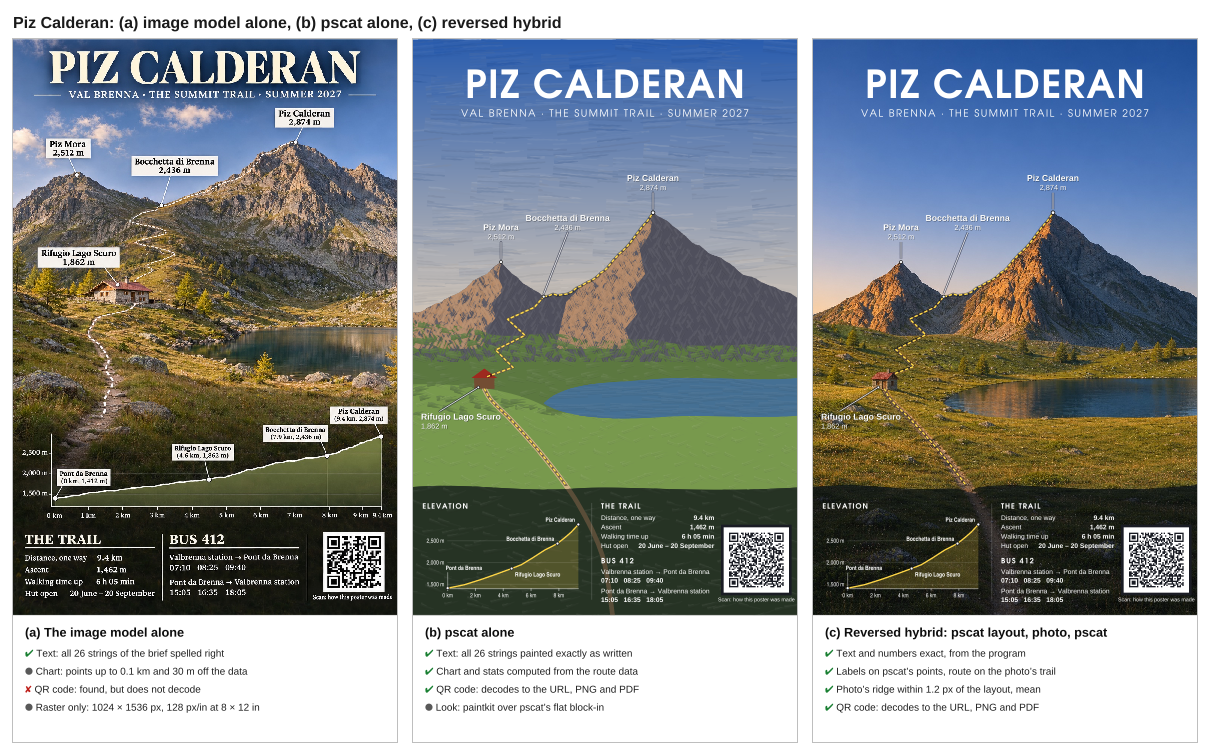 Piz Calderan: (a) image model alone, (b) pscat alone, (c) reversed hybrid
PIZ CALDERAN
VAL BRENNA · THE SUMMIT TRAIL · SUMMER 2027
Piz Calderan
2,874 m
Piz Mora
2,512 m
Bocchetta di Brenna
2,436 m
Rifugio Lago Scuro
1,862 m
Piz Calderan
(9.4 km, 2,874 m)
Bocchetta di Brenna
(7.9 km, 2,436 m)
Rifugio Lago Scuro
(4.6 km, 1,862 m)
Pont da Brenna
(0 km, 1,412 m)
2,500 m
2,000 m
1,500 m
0 km 1 km 2 km 3 km 4 km 5 km 6 km 7 km 8 km 9 km 9.4 km
THE TRAIL
Distance, one way 9.4 km
Ascent 1,462 m
Walking time up 6 h 05 min
Hut open 20 June – 20 September
BUS 412
Valbrenna station → Pont da Brenna
07:10 08:25 09:40
Pont da Brenna → Valbrenna station
15:05 16:35 18:05
Scan: how this poster was made
(a) The image model alone
✔ Text: all 26 strings of the brief spelled right
● Chart: points up to 0.1 km and 30 m off the data
✘ QR code: found, but does not decode
● Raster only: 1024 × 1536 px, 128 px/in at 8 × 12 in
PIZ CALDERAN
VAL BRENNA · THE SUMMIT TRAIL · SUMMER 2027
Piz Calderan
2,874 m
Bocchetta di Brenna
2,436 m
Piz Mora
2,512 m
Rifugio Lago Scuro
1,862 m
ELEVATION
Piz Calderan
Bocchetta di Brenna
Rifugio Lago Scuro
Pont da Brenna
2,500 m
2,000 m
1,500 m
0 km 2 km 4 km 6 km 8 km
THE TRAIL
Distance, one way 9.4 km
Ascent 1,462 m
Walking time up 6 h 05 min
Hut open 20 June – 20 September
BUS 412
Valbrenna station → Pont da Brenna
07:10 08:25 09:40
Pont da Brenna → Valbrenna station
15:05 16:35 18:05
Scan: how this poster was made
(b) pscat alone
✔ Text: all 26 strings painted exactly as written
✔ Chart and stats computed from the route data
✔ QR code: decodes to the URL, PNG and PDF
● Look: paintkit over pscat's flat block-in
PIZ CALDERAN
VAL BRENNA · THE SUMMIT TRAIL · SUMMER 2027
Piz Calderan
2,874 m
Bocchetta di Brenna
2,436 m
Piz Mora
2,512 m
Rifugio Lago Scuro
1,862 m
ELEVATION
Piz Calderan
Bocchetta di Brenna
Rifugio Lago Scuro
Pont da Brenna
2,500 m
2,000 m
1,500 m
0 km 2 km 4 km 6 km 8 km
THE TRAIL
Distance, one way 9.4 km
Ascent 1,462 m
Walking time up 6 h 05 min
Hut open 20 June – 20 September
BUS 412
Valbrenna station → Pont da Brenna
07:10 08:25 09:40
Pont da Brenna → Valbrenna station
15:05 16:35 18:05
Scan: how this poster was made
(c) Reversed hybrid: pscat layout, photo, pscat
✔ Text and numbers exact, from the program
✔ Labels on pscat's points, route on the photo's trail
✔ Photo's ridge within 1.2 px of the layout, mean
✔ QR code: decodes to the URL, PNG and PDF